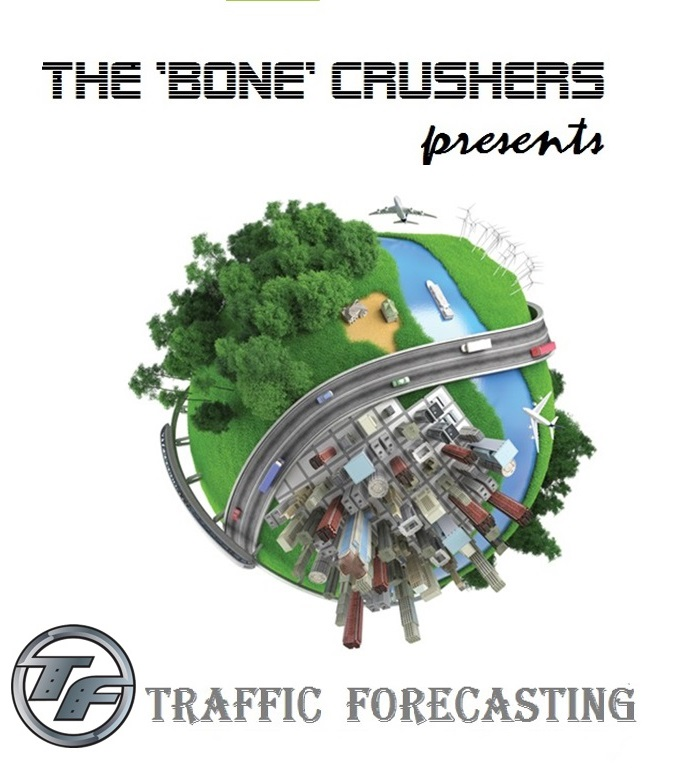 THE 'BONE' CRUSHERS
presents
TF
TRAFFIC FORECASTING